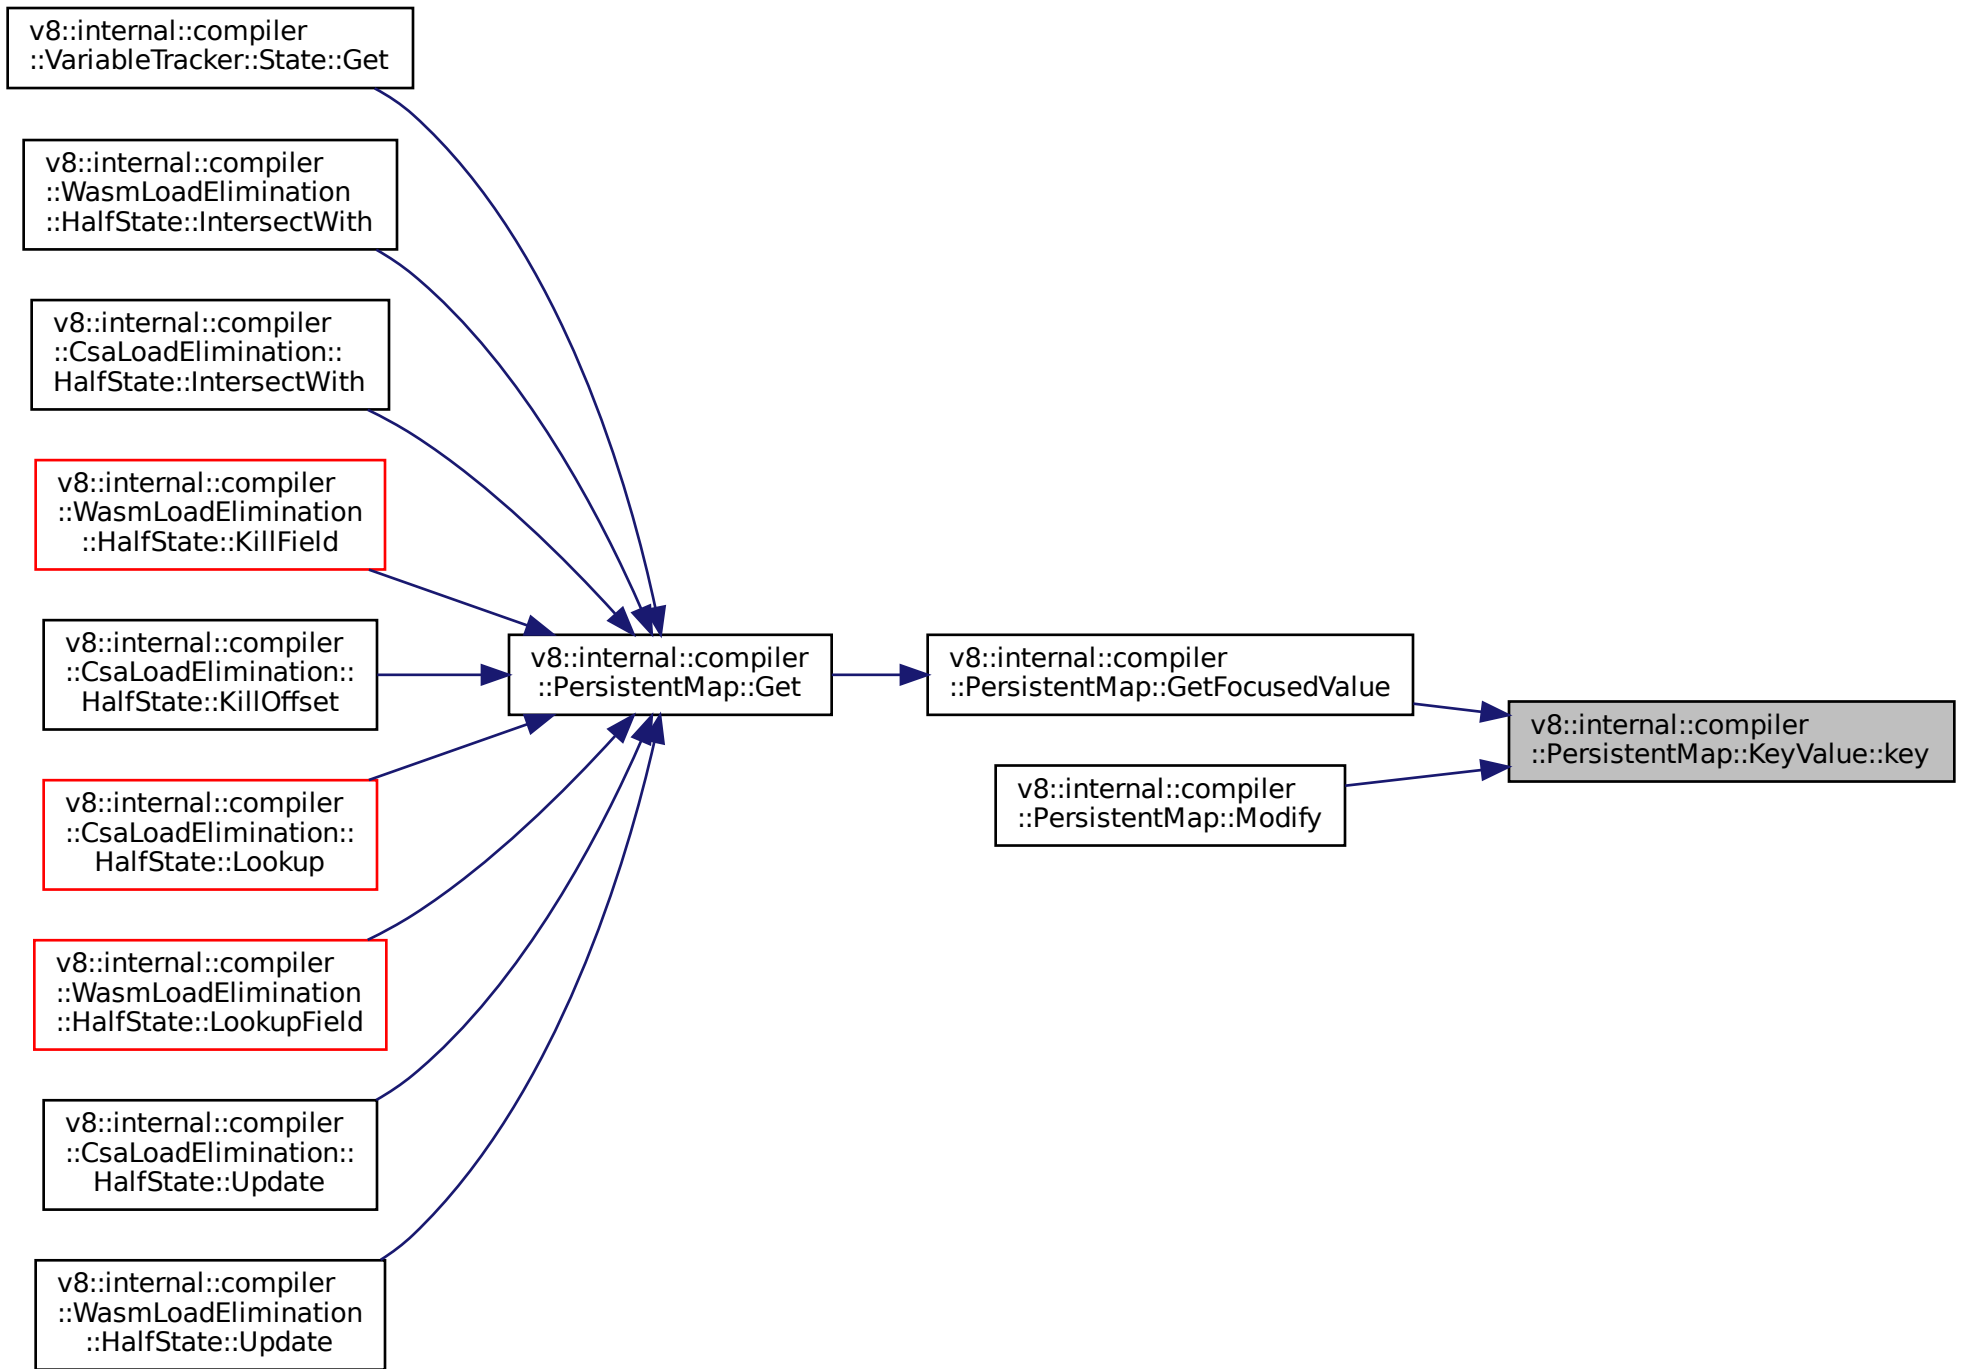 v8::internal::compiler
::VariableTracker::State::Get
v8::internal::compiler
::WasmLoadElimination
::HalfState::IntersectWith
v8::internal::compiler
::CsaLoadElimination::
HalfState::IntersectWith
v8::internal::compiler
::WasmLoadElimination
::HalfState::KillField
v8::internal::compiler
::CsaLoadElimination::
HalfState::KillOffset
v8::internal::compiler
::CsaLoadElimination::
HalfState::Lookup
v8::internal::compiler
::WasmLoadElimination
::HalfState::LookupField
v8::internal::compiler
::CsaLoadElimination::
HalfState::Update
v8::internal::compiler
::WasmLoadElimination
::HalfState::Update
v8::internal::compiler
::PersistentMap::Get
v8::internal::compiler
::PersistentMap::GetFocusedValue
v8::internal::compiler
::PersistentMap::Modify
v8::internal::compiler
::PersistentMap::KeyValue::key